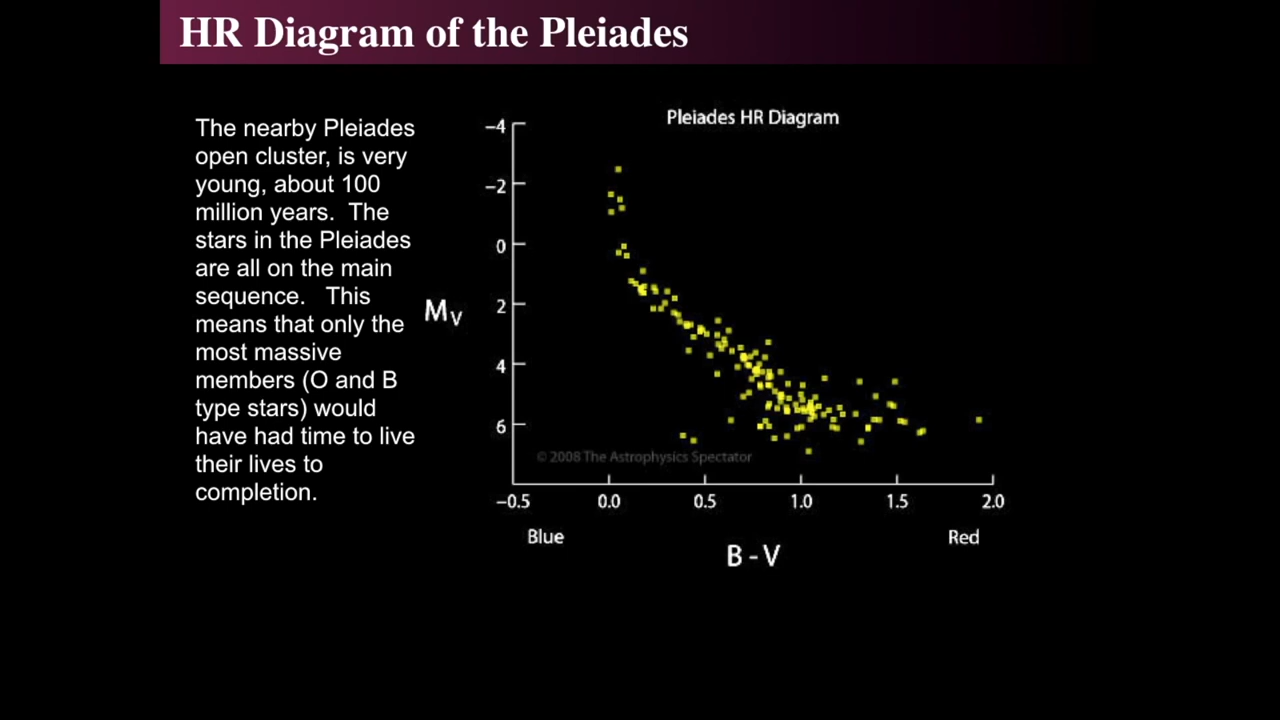 HR Diagram of the Pleiades
The nearby Pleiades
open cluster, is very
young, about 100
million years.  The
stars in the Pleiades
are all on the main
sequence.   This
means that only the
most massive
members (O and B
type stars) would
have had time to live
their lives to
completion.
Pleiades HR Diagram
−4
−2
0
2
4
6
Mv
© 2008 The Astrophysics Spectator
−0.5 0.0 0.5 1.0 1.5 2.0
Blue Red
B - V